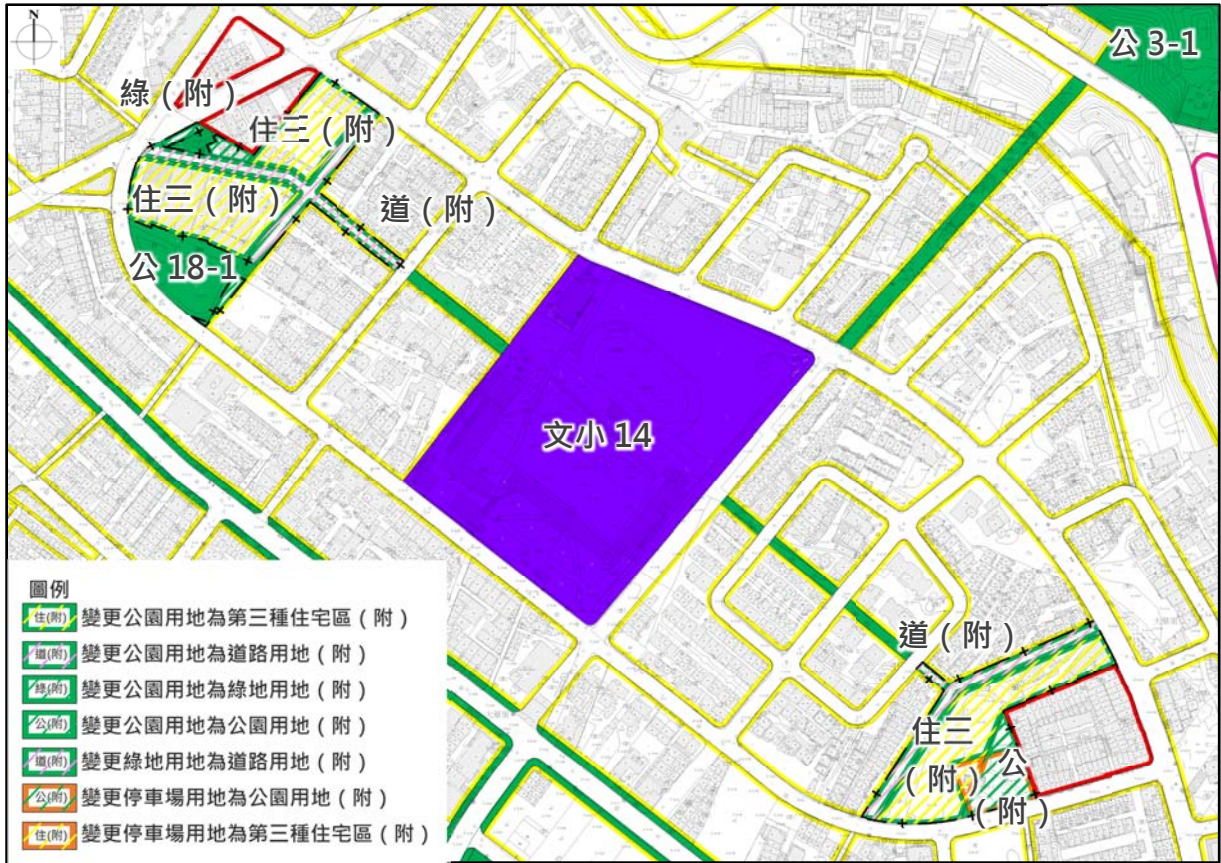 N
公 3-1
綠（附）
住三（附）
住三（附）
道（附）
公 18-1
文小 14
道（附）
住三
（附）
公
（附）
圖例
住(附) 變更公園用地為第三種住宅區（附）
道(附) 變更公園用地為道路用地（附）
綠(附) 變更公園用地為綠地用地（附）
公(附) 變更公園用地為公園用地（附）
道(附) 變更綠地用地為道路用地（附）
公(附) 變更停車場用地為公園用地（附）
住(附) 變更停車場用地為第三種住宅區（附）